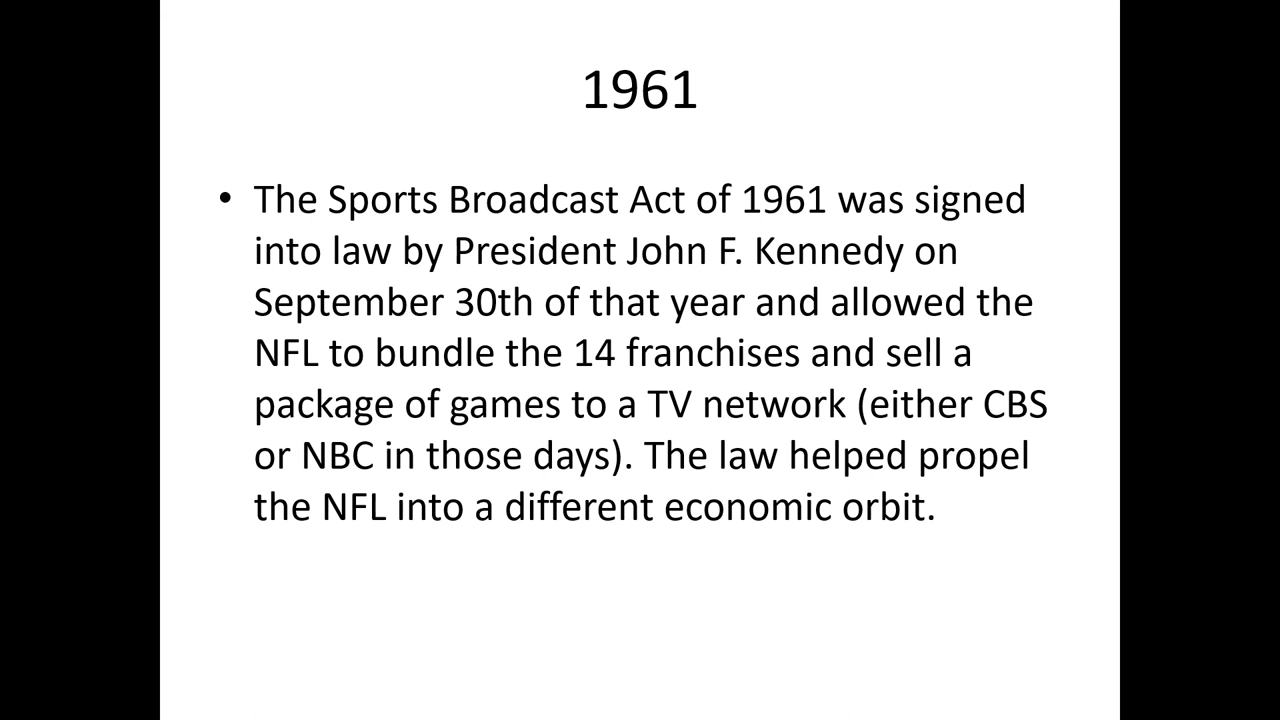 1961
• The Sports Broadcast Act of 1961 was signed
into law by President John F. Kennedy on
September 30th of that year and allowed the
NFL to bundle the 14 franchises and sell a
package of games to a TV network (either CBS
or NBC in those days). The law helped propel
the NFL into a different economic orbit.